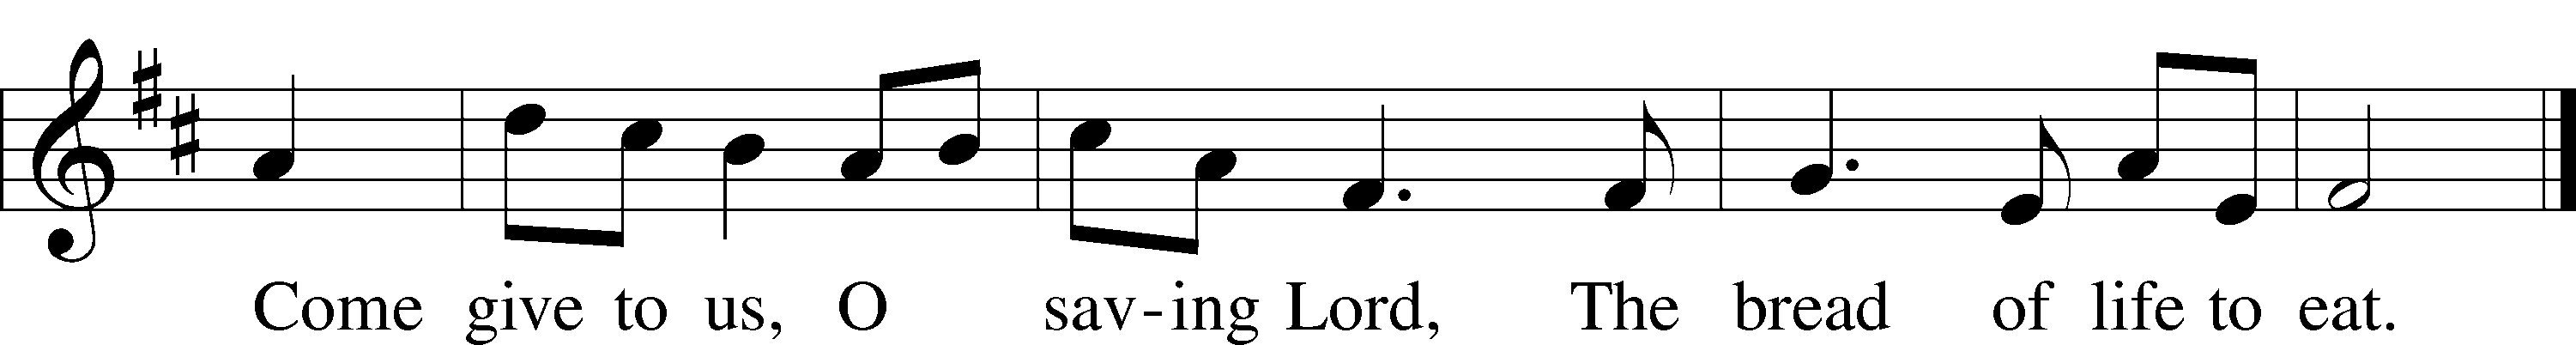 Come give to us, O sav-ing Lord, The bread of life to eat.